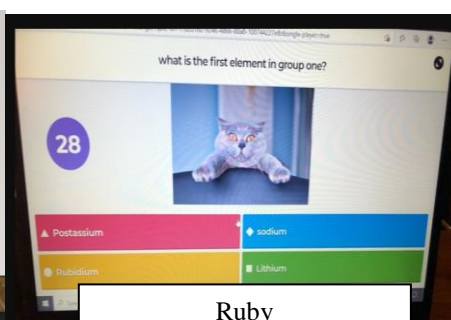 what is the first element in group one?
28
Postassium
sodium
Rubidium
Lithium
Ruby